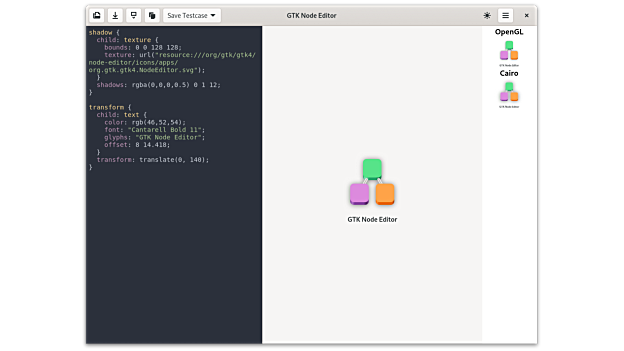 Save Testcase
GTK Node Editor
shadow {
  child: texture {
    bounds: 0 0 128 128;
    texture: url("resource:///org/gtk/gtk4/
node-editor/icons/apps/
org.gtk.gtk4.NodeEditor.svg");
  }
  shadows: rgba(0,0,0,0.5) 0 1 12;
}
transform {
  child: text {
    color: rgb(46,52,54);
    font: "Cantarell Bold 11";
    glyphs: "GTK Node Editor";
    offset: 8 14.418;
  }
  transform: translate(0, 140);
}
GTK Node Editor
OpenGL
GTK Node Editor
Cairo
GTK Node Editor